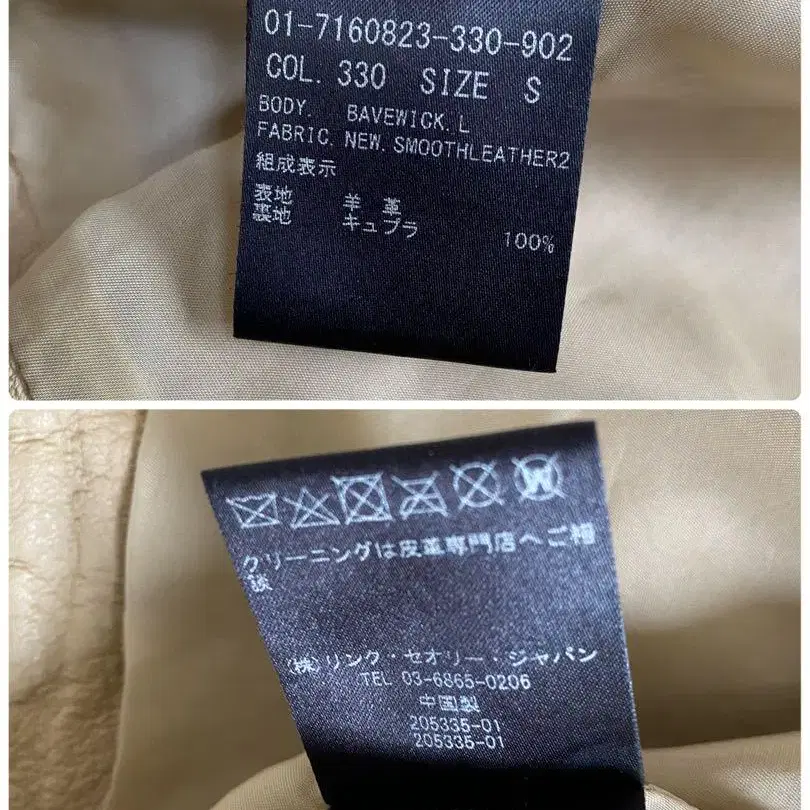 01-7160823-330-902
COL. 330 SIZE S
BODY. BAVEWICK.L
FABRIC. NEW.SMOOTHLEATHER2
組成表示
表地 羊革
裏地 キュプラ 100%
W
クリーニングは皮革専門店へご相
談
(株)リンク・セオリー・ジャパン
TEL 03-6865-0206
中国製
205335-01
205335-01